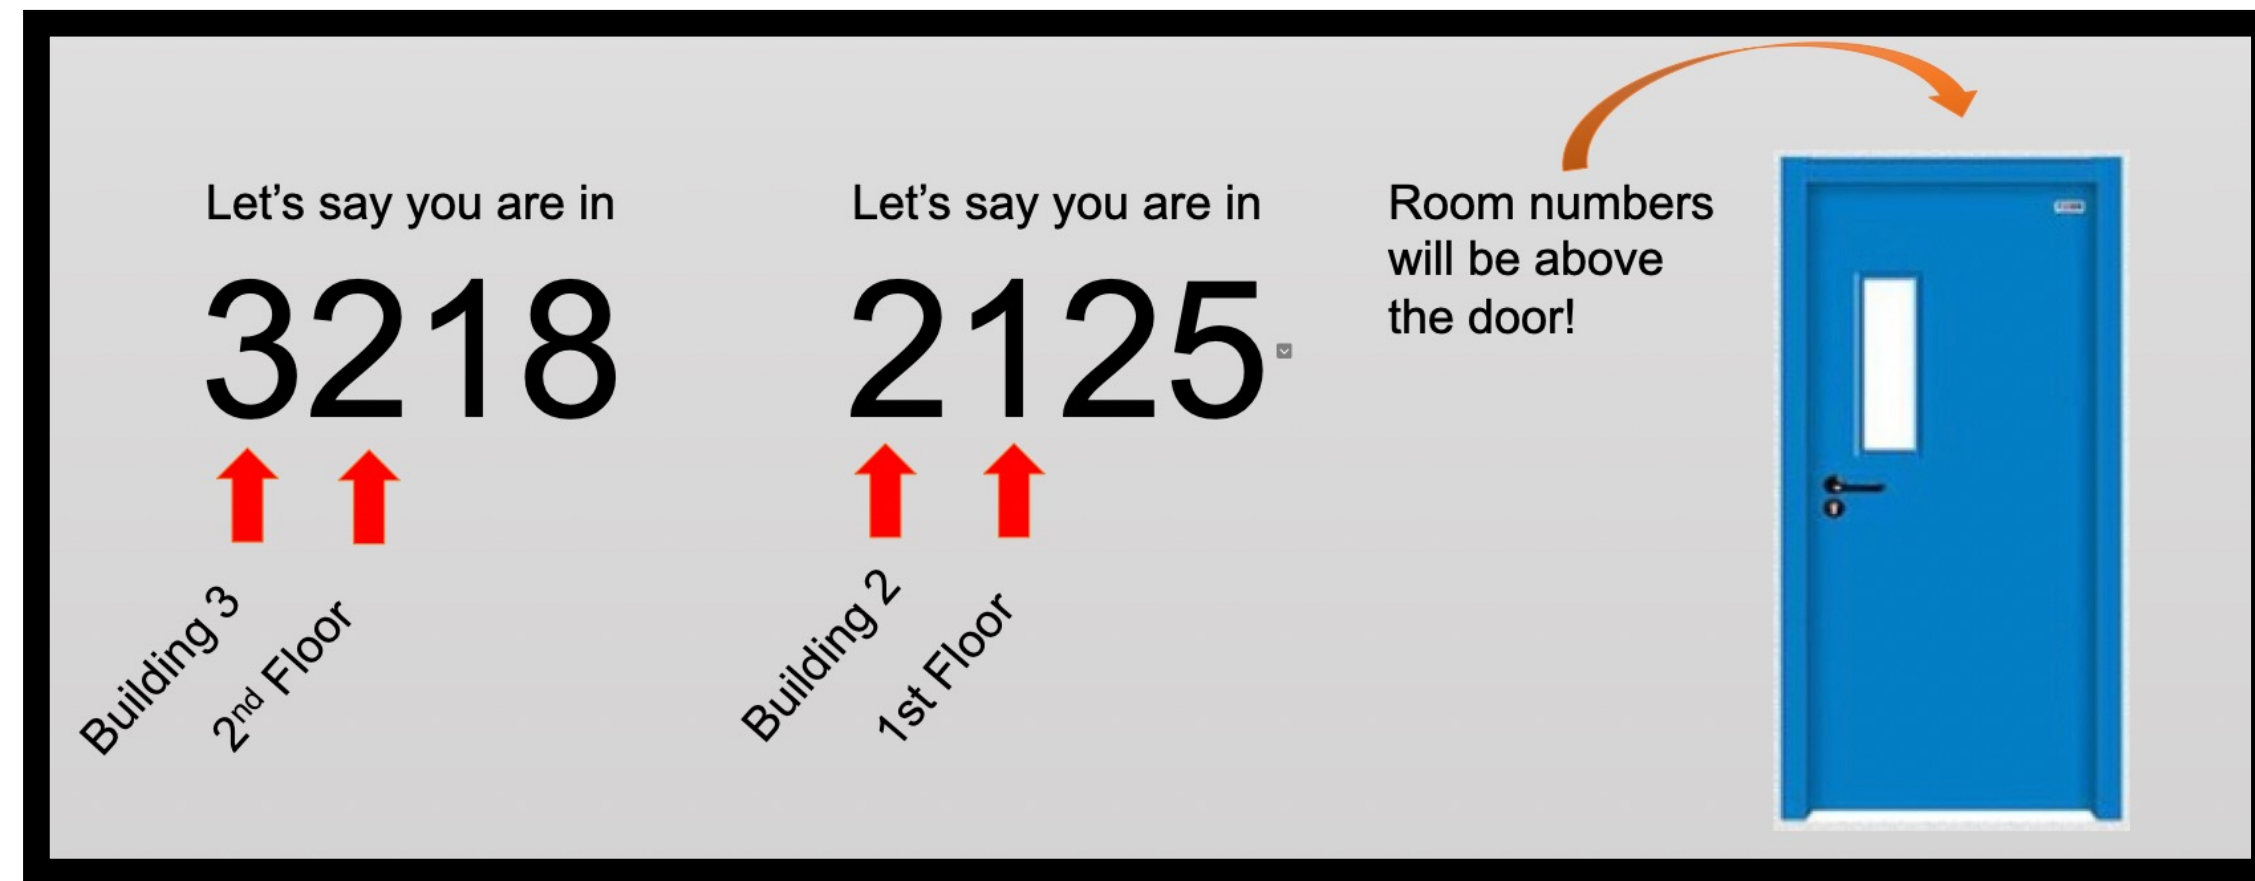 Let’s say you are in
3218
Building 3
2nd Floor
Let’s say you are in
2125
Building 2
1st Floor
Room numbers
will be above
the door!